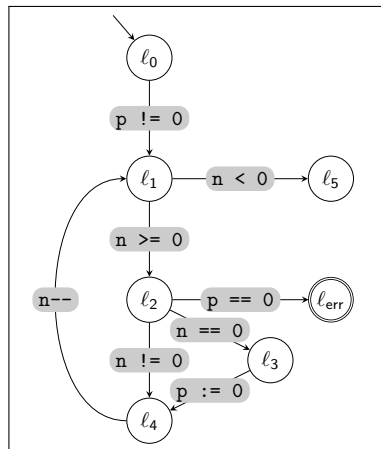 ℓ0
p != 0
ℓ1
n < 0
ℓ5
n >= 0
n--
ℓ2
p == 0
ℓerr
n == 0
n != 0
ℓ3
p := 0
ℓ4